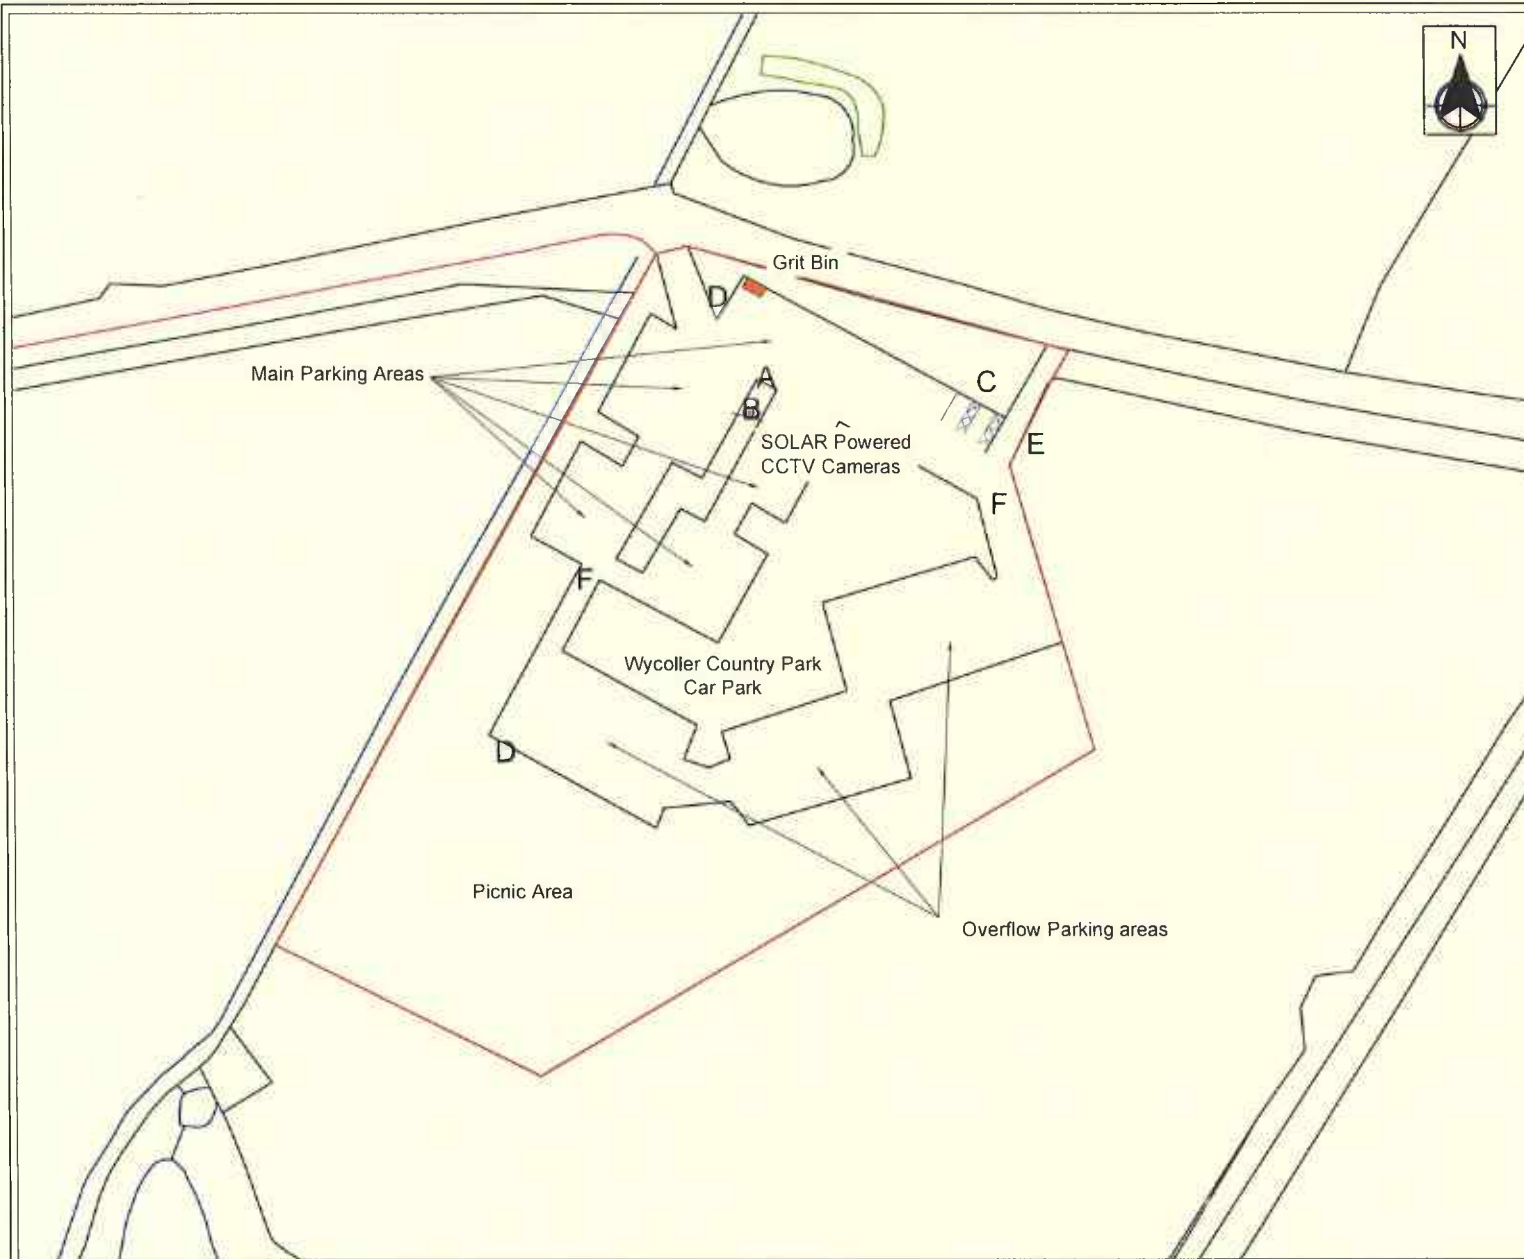 N
Grit Bin
D
Main Parking Areas
A
B
C
SOLAR Powered
CCTV Cameras
E
F
F
Wycoller Country Park
Car Park
D
Picnic Area
Overflow Parking areas